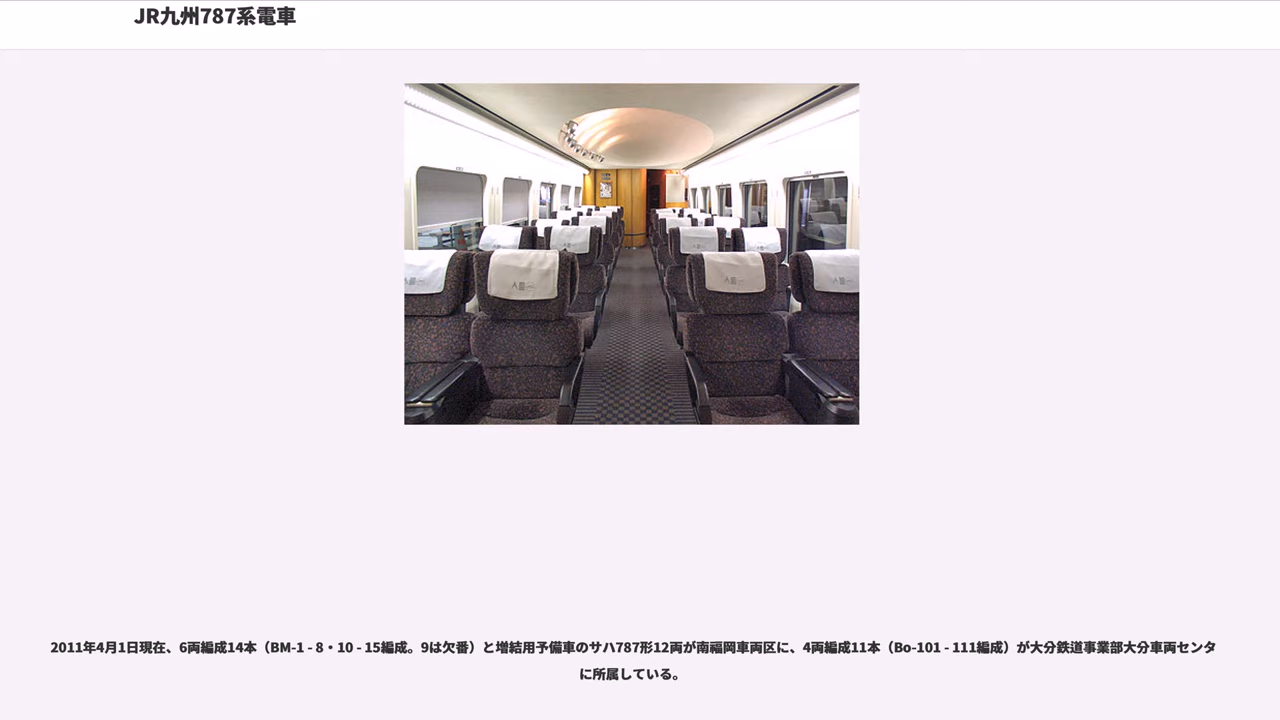 JR九州787系電車
2011年4月1日現在、6両編成14本（BM-1 - 8・10 - 15編成。9は欠番）と増結用予備車のサハ787形12両が南福岡車両区に、4両編成11本（Bo-101 - 111編成）が大分鉄道事業部大分車両センタ
に所属している。